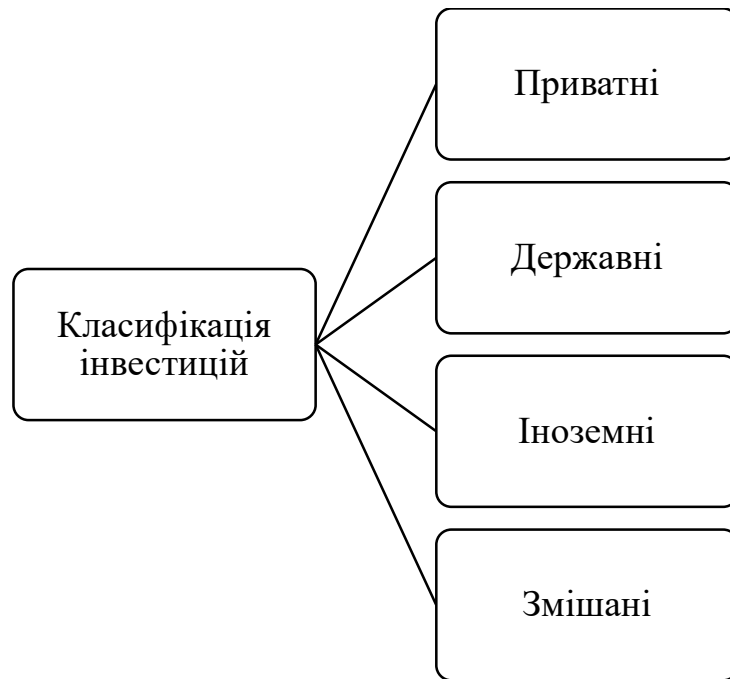 Приватні
Державні
Класифікація
інвестицій
Іноземні
Змішані